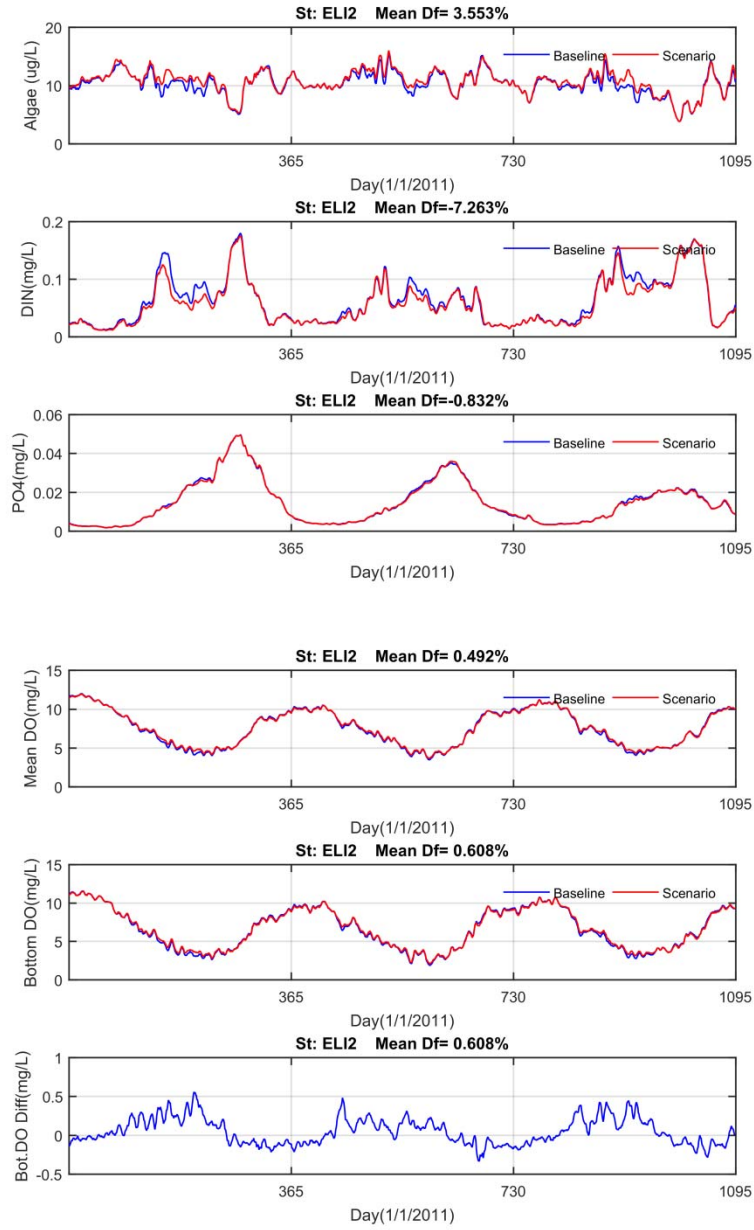 St: ELI2 Mean Df= 3.553%
Algae (ug/L)
20
10
0
Baseline Scenario
365 730 1095
Day(1/1/2011)
St: ELI2 Mean Df=-7.263%
DIN(mg/L)
0.2
0.1
0
Baseline Scenario
365 730 1095
Day(1/1/2011)
St: ELI2 Mean Df=-0.832%
PO4(mg/L)
0.06
0.04
0.02
0
Baseline Scenario
365 730 1095
Day(1/1/2011)
St: ELI2 Mean Df= 0.492%
Mean DO(mg/L)
15
10
5
0
Baseline Scenario
365 730 1095
Day(1/1/2011)
St: ELI2 Mean Df= 0.608%
Bottom DO(mg/L)
15
10
5
0
Baseline Scenario
365 730 1095
Day(1/1/2011)
St: ELI2 Mean Df= 0.608%
Bot.DO Diff(mg/L)
1
0.5
0
-0.5
365 730 1095
Day(1/1/2011)